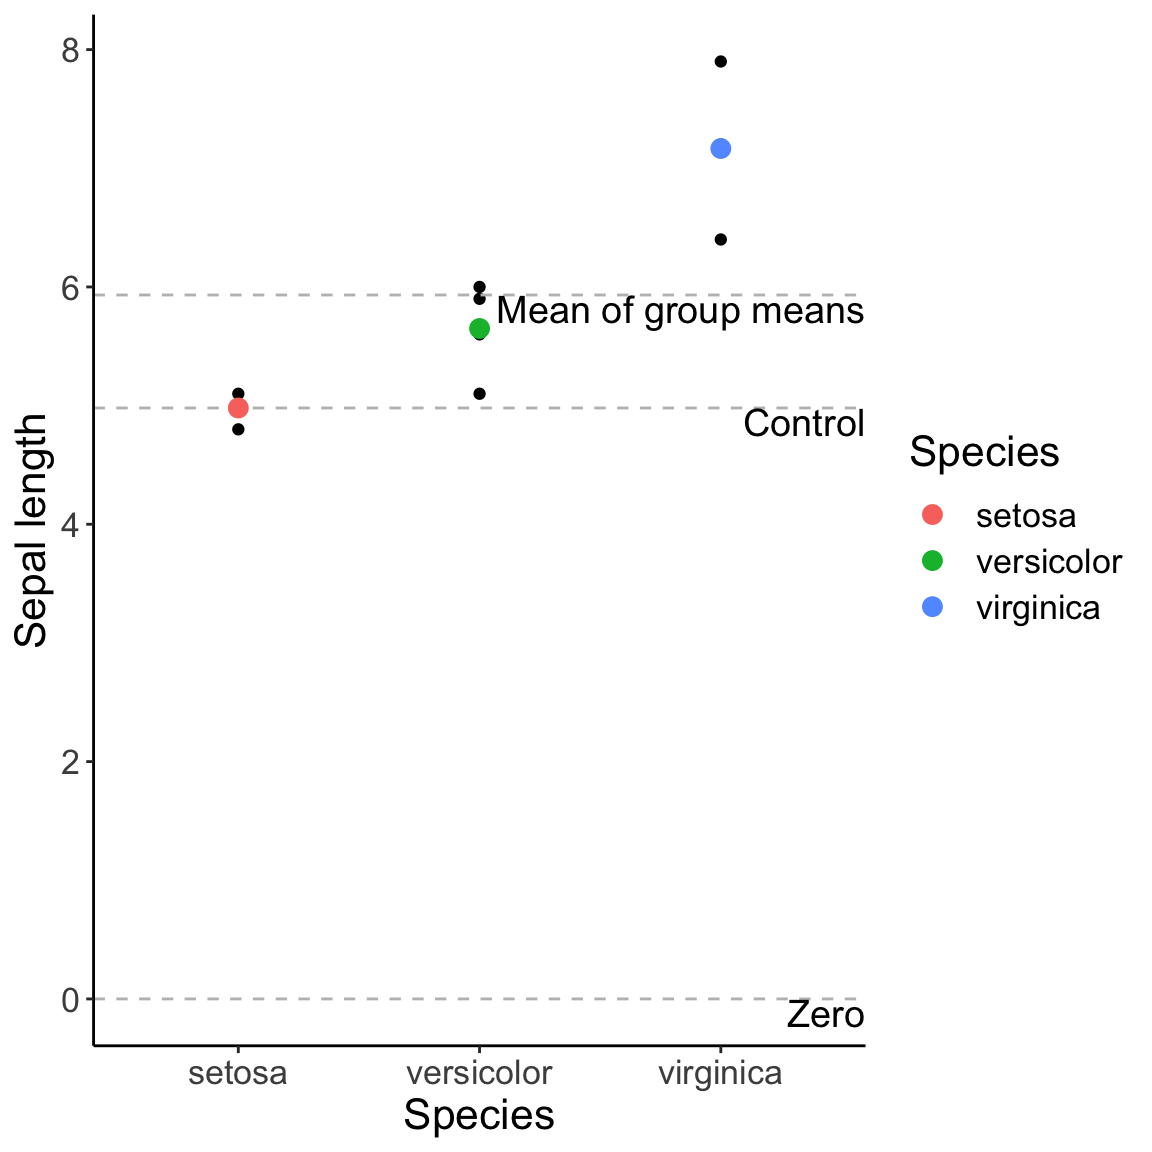 8
6
4
2
0
Sepal length
Mean of group means
Control
Zero
setosa versicolor virginica
Species
Species
setosa
versicolor
virginica